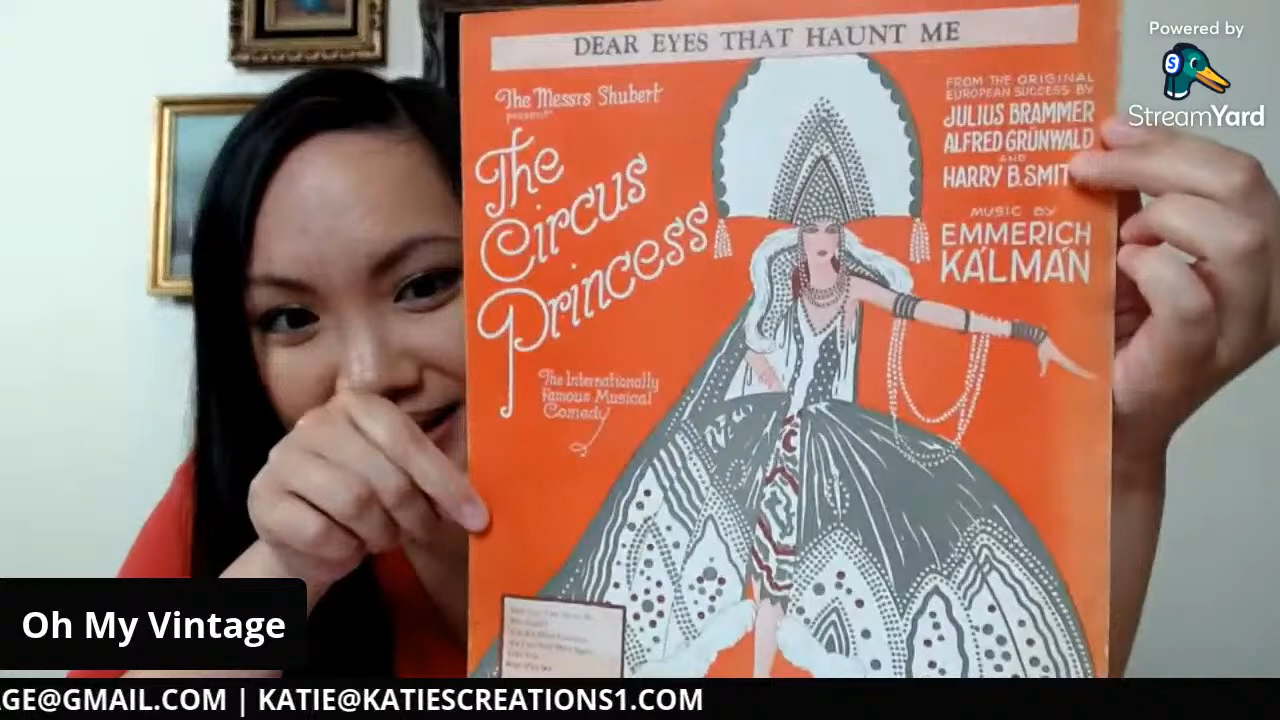 DEAR EYES THAT HAUNT ME
The Messrs Shubert
present
The
Circus
Princess
The Internationally
Famous Musical
Comedy
FROM THE ORIGINAL
EUROPEAN SUCCESS BY
JULIUS BRAMMER
ALFRED GRÜNWALD
AND
HARRY B. SMIT
MUSIC BY
EMMERICH
KÁLMÁN
Powered by
StreamYard
Oh My Vintage
GE@GMAIL.COM | KATIE@KATIESCREATIONS1.COM